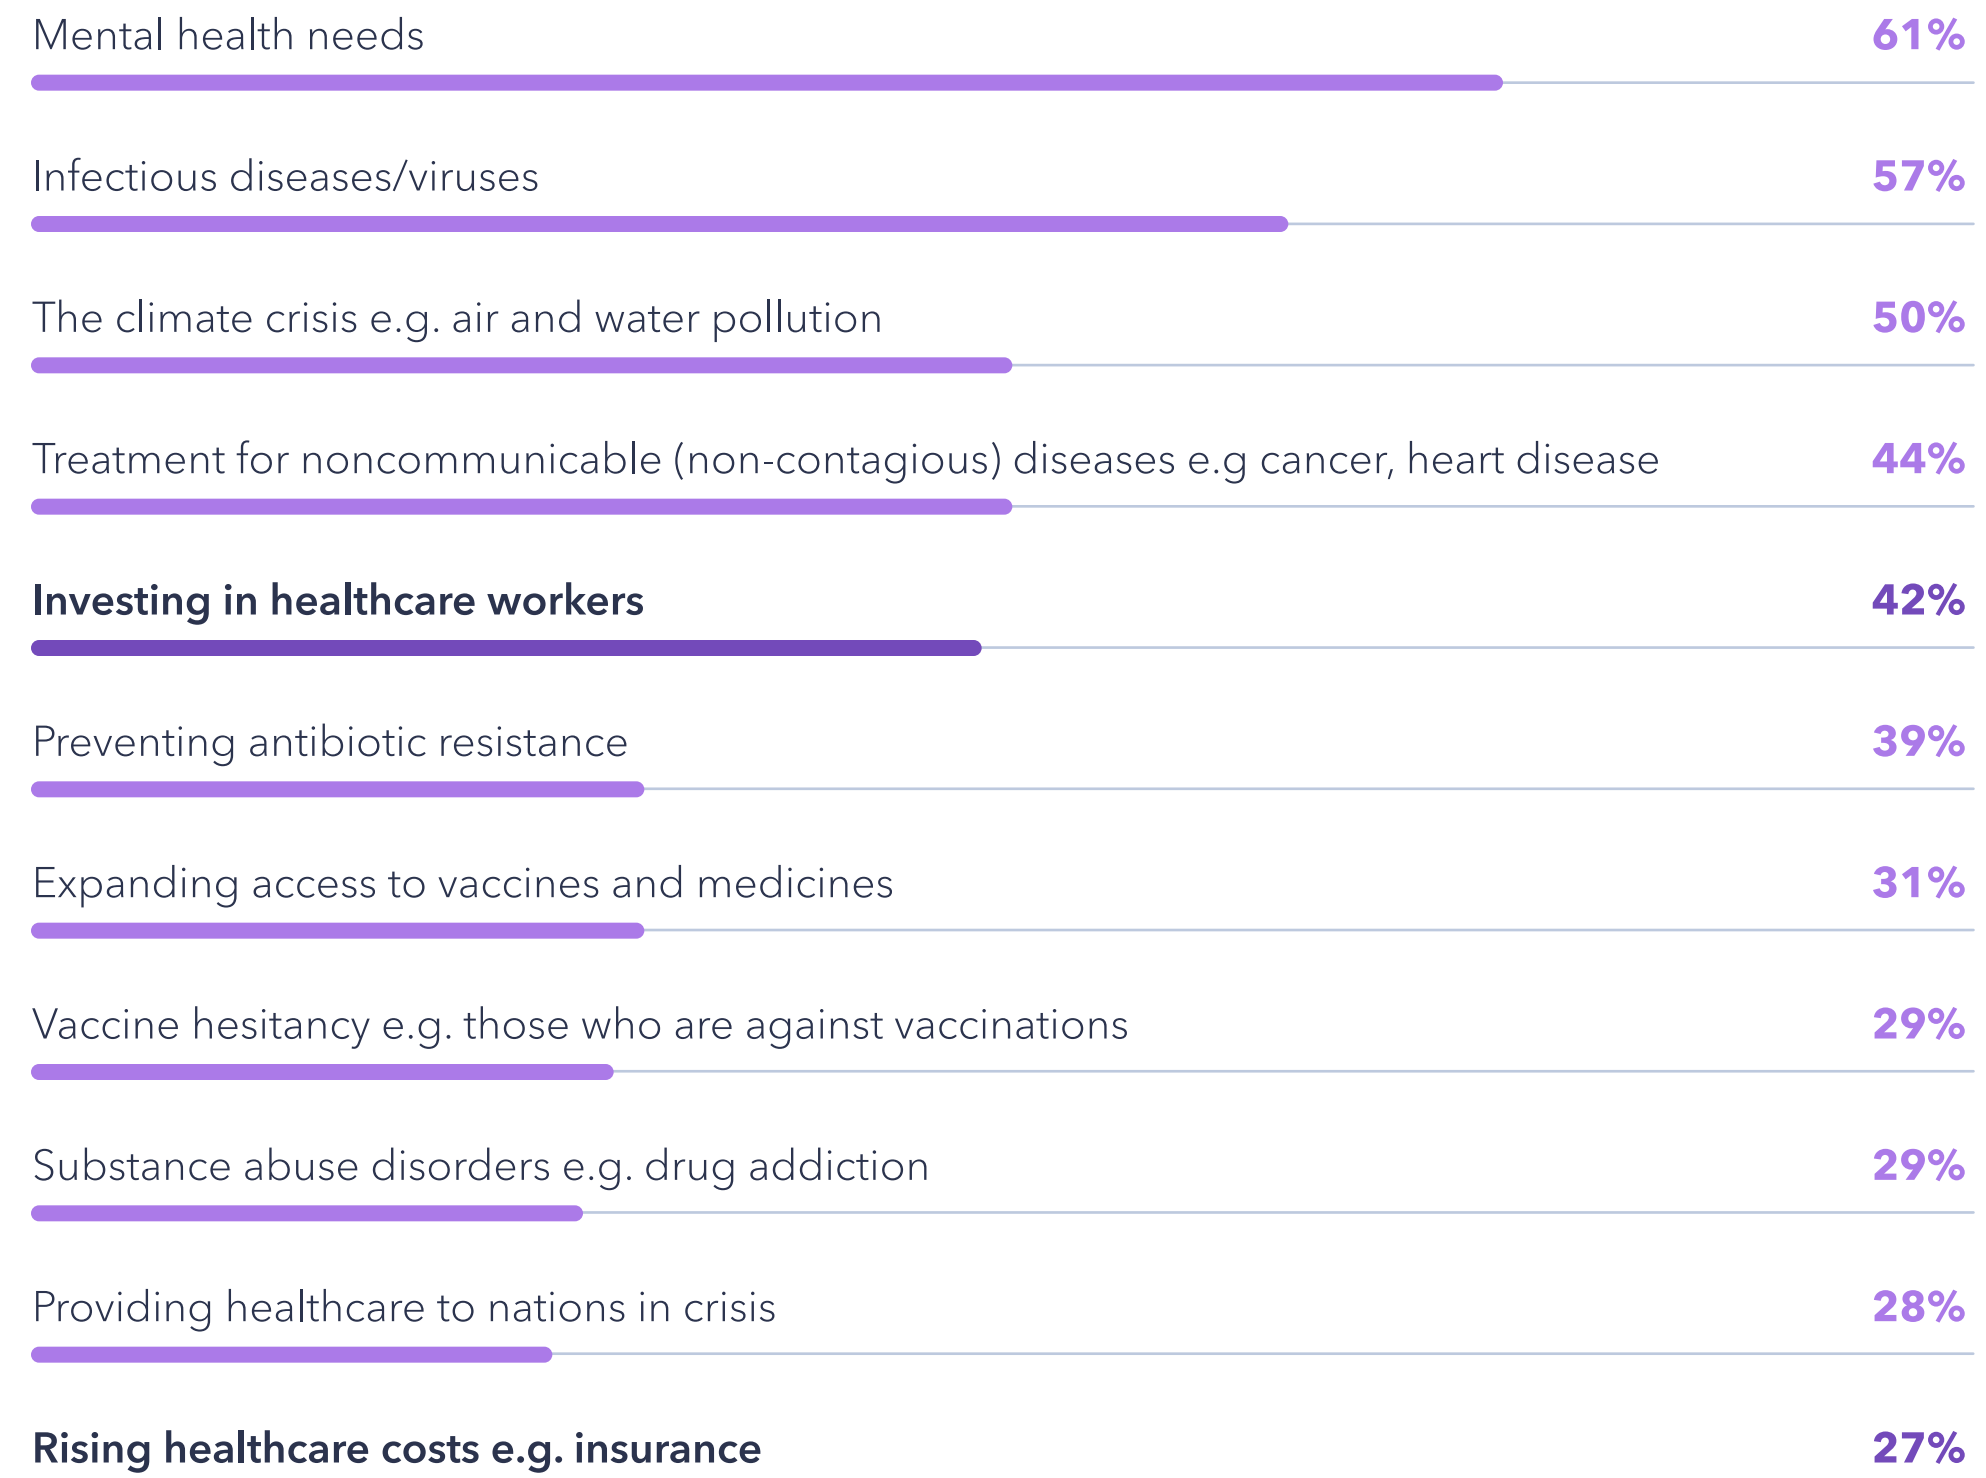 Mental health needs 61%
Infectious diseases/viruses 57%
The climate crisis e.g. air and water pollution 50%
Treatment for noncommunicable (non-contagious) diseases e.g cancer, heart disease 44%
Investing in healthcare workers 42%
Preventing antibiotic resistance 39%
Expanding access to vaccines and medicines 31%
Vaccine hesitancy e.g. those who are against vaccinations 29%
Substance abuse disorders e.g. drug addiction 29%
Providing healthcare to nations in crisis 28%
Rising healthcare costs e.g. insurance 27%